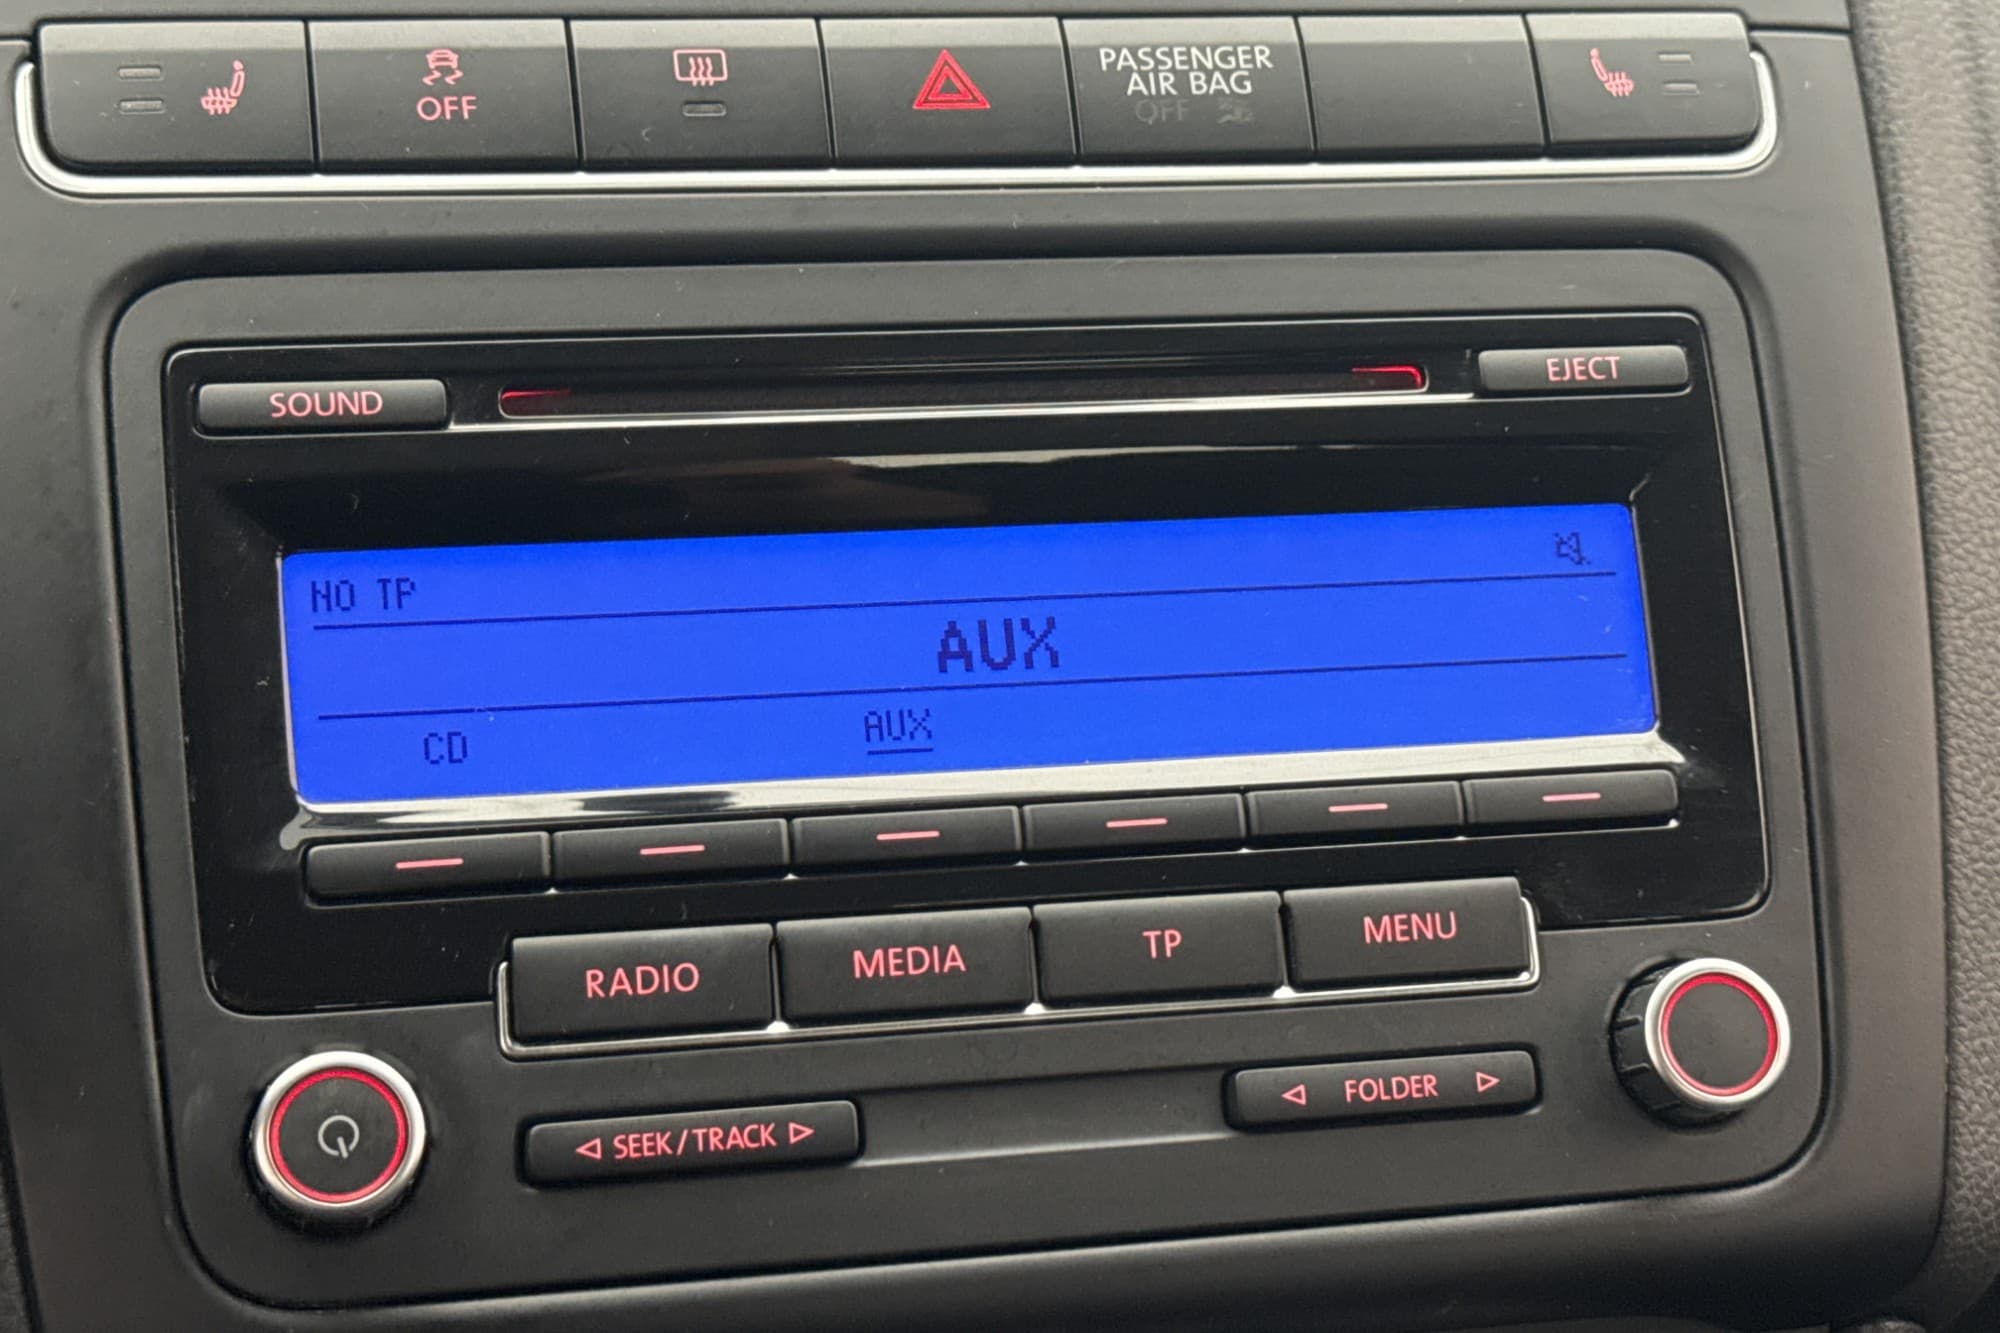 OFF
PASSENGER
AIR BAG
OFF
SOUND
EJECT
NO TP
AUX
CD
AUX
RADIO
MEDIA
TP
MENU
SEEK/TRACK
FOLDER